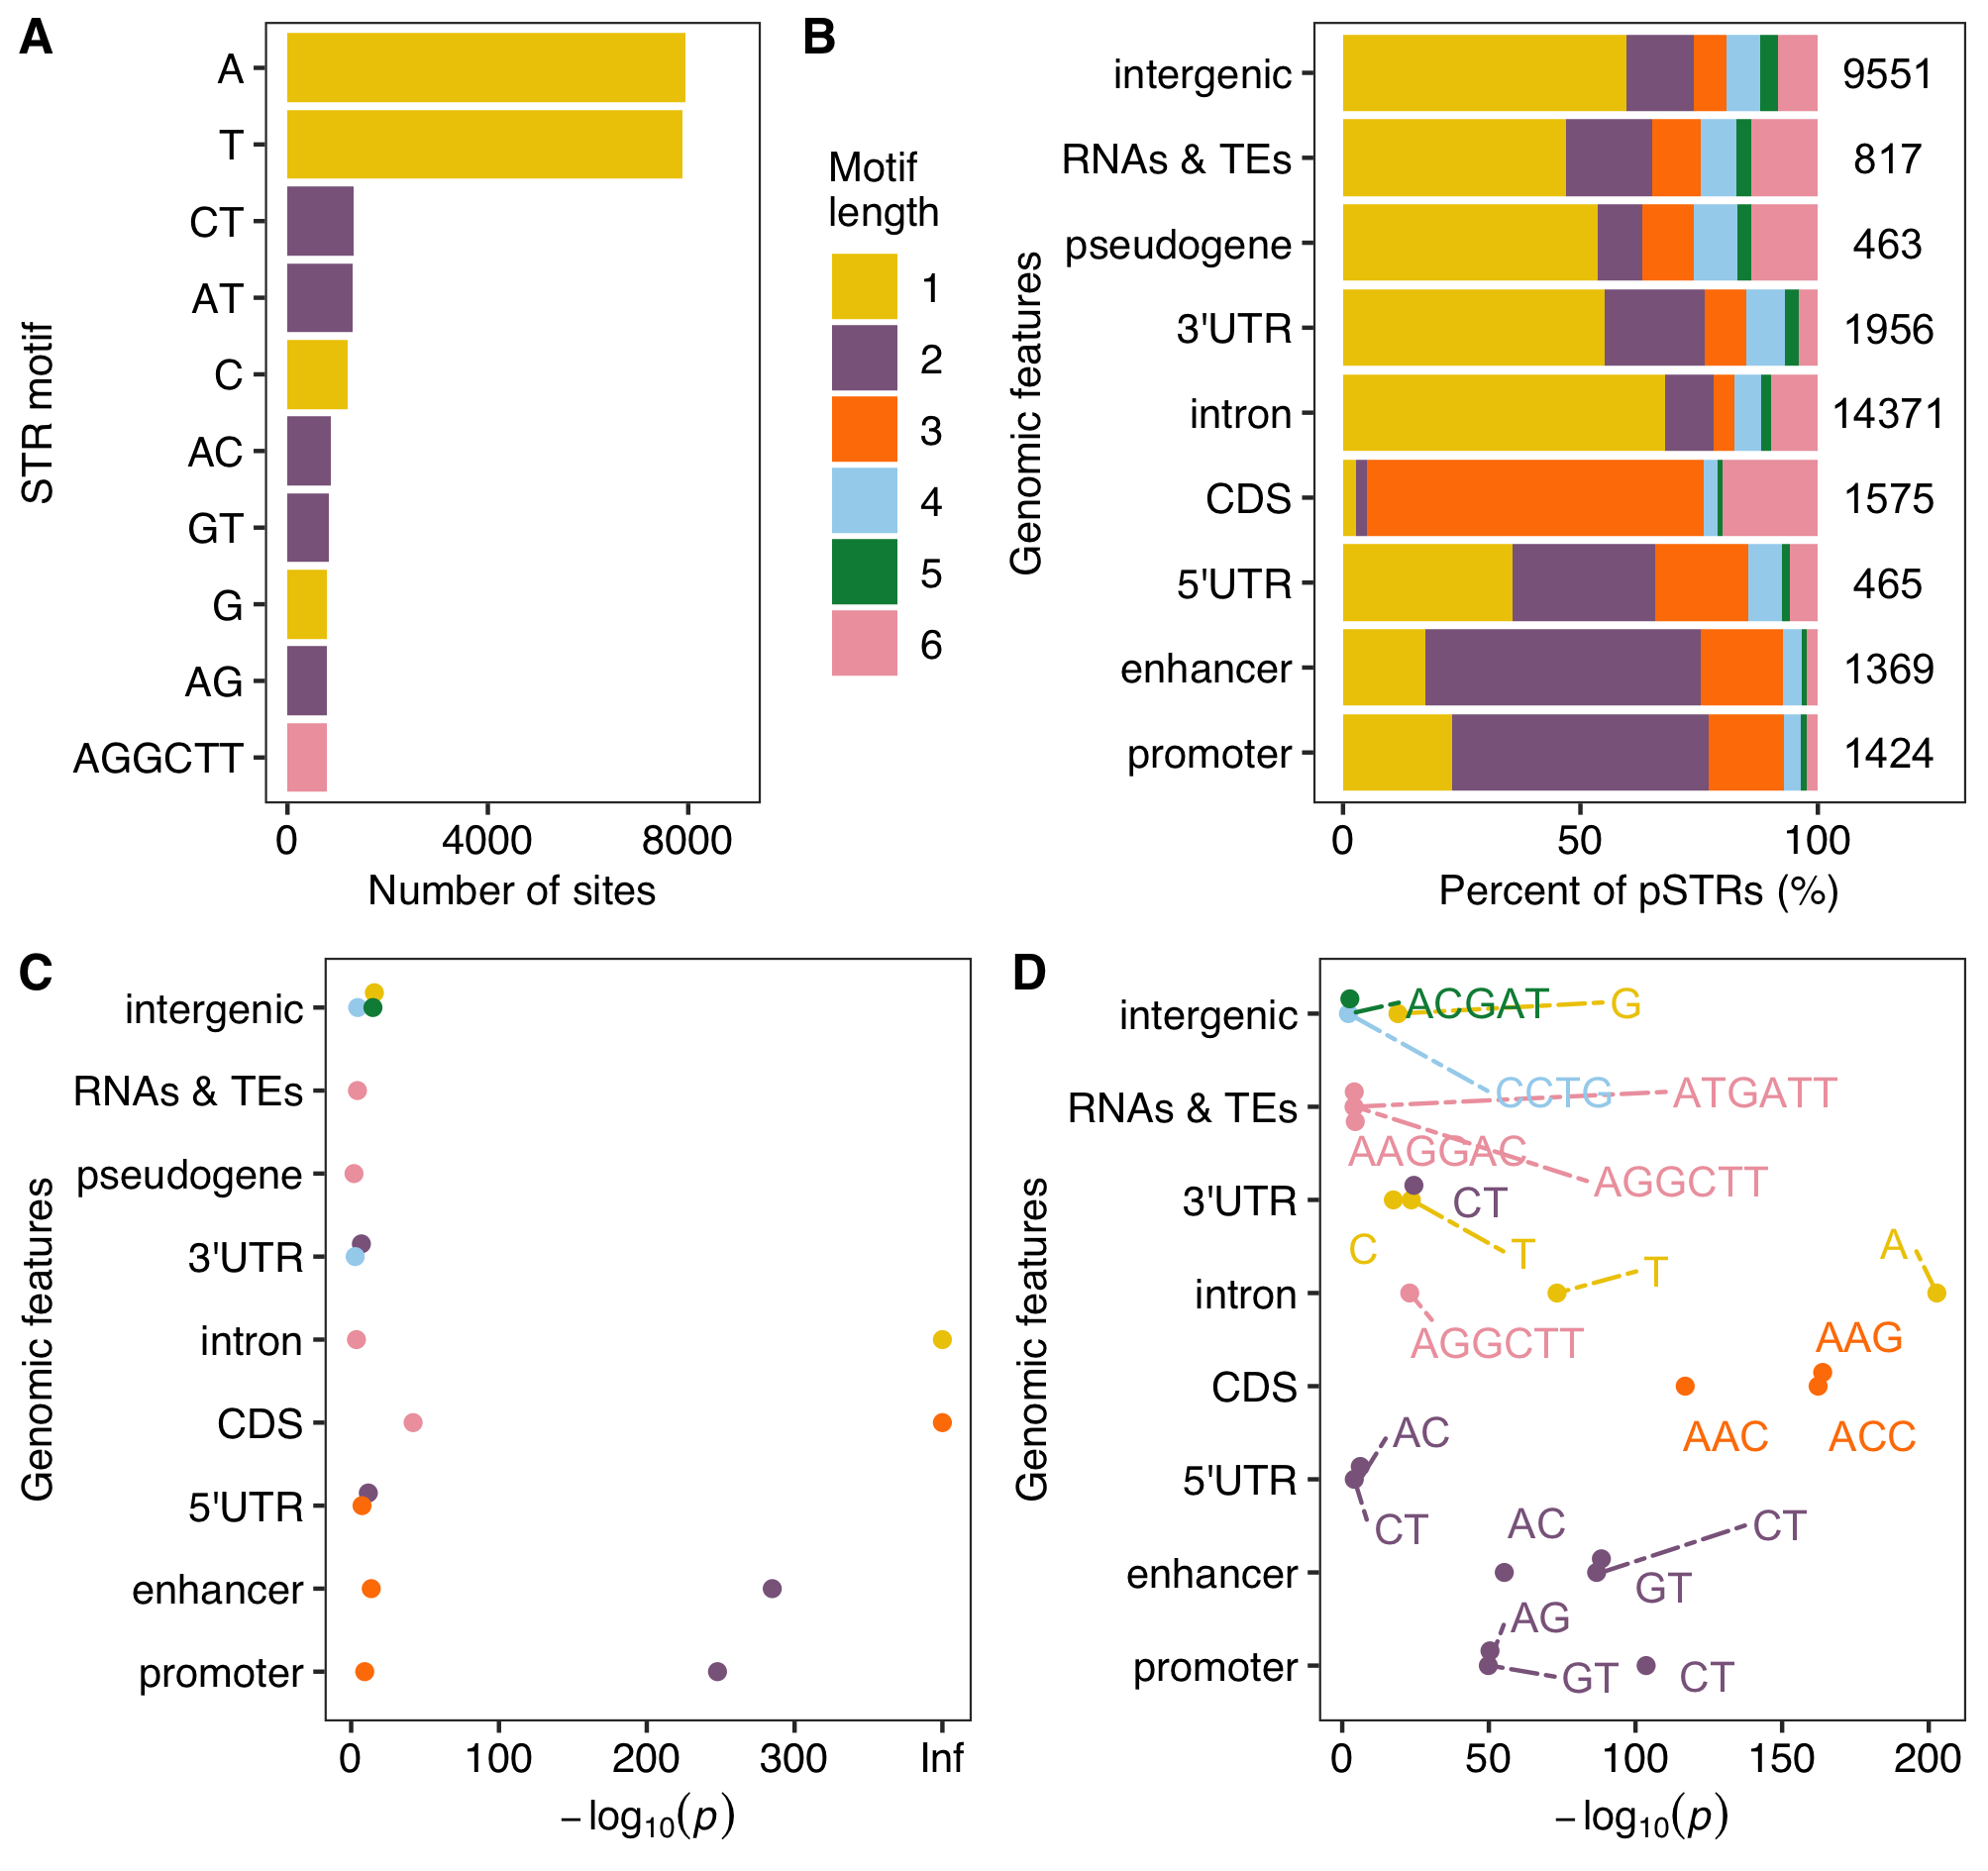 A
STR motif
A
T
CT
AT
C
AC
GT
G
AG
AGGCTT
0 4000 8000
Number of sites
Motif
length
1
2
3
4
5
6
B
Genomic features
intergenic 9551
RNAs & TEs 817
pseudogene 463
3'UTR 1956
intron 14371
CDS 1575
5'UTR 465
enhancer 1369
promoter 1424
0 50 100
Percent of pSTRs (%)
C
Genomic features
intergenic
RNAs & TEs
pseudogene
3'UTR
intron
CDS
5'UTR
enhancer
promoter
0 100 200 300 Inf
−log₁₀(p)
D
Genomic features
intergenic ACGAT G
RNAs & TEs CCTG ATGATT
AAGGAC
AGGCTT
3'UTR CT
C T A
intron T
AGGCTT AAG
CDS
AC AAC ACC
5'UTR
CT AC CT
enhancer GT
AG
promoter GT CT
0 50 100 150 200
−log₁₀(p)